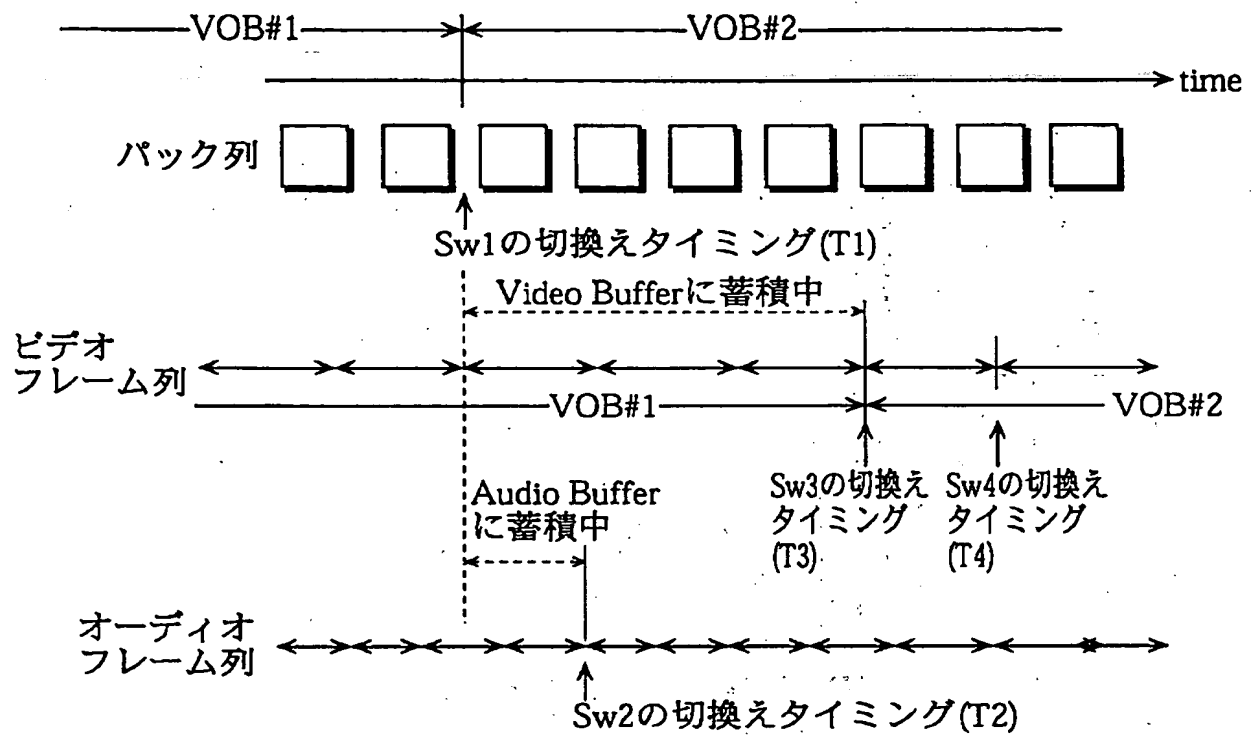 VOB#1
VOB#2
time
パック列
Sw1の切換えタイミング(T1)
Video Bufferに蓄積中
ビデオ
フレーム列
VOB#1
VOB#2
Sw3の切換え
タイミング
(T3)
Sw4の切換え
タイミング
(T4)
Audio Buffer
に蓄積中
オーディオ
フレーム列
Sw2の切換えタイミング(T2)